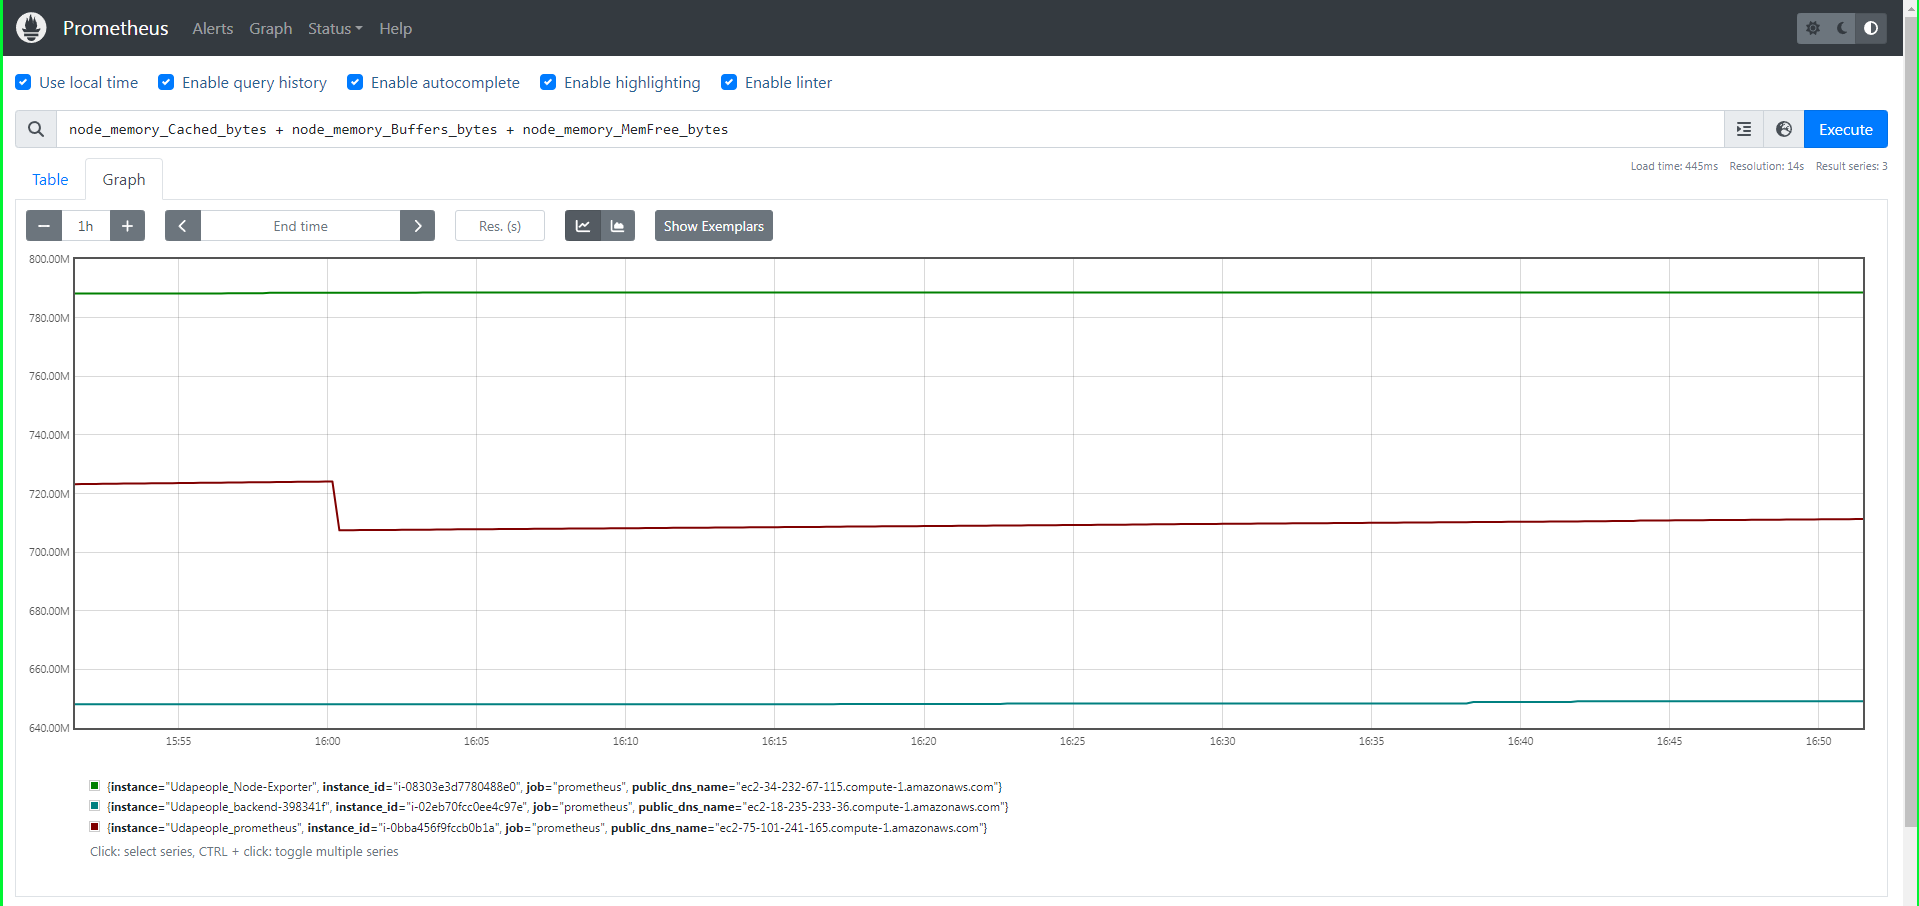 Prometheus Alerts Graph Status Help
Use local time Enable query history Enable autocomplete Enable highlighting Enable linter
node_memory_Cached_bytes + node_memory_Buffers_bytes + node_memory_MemFree_bytes Execute
Load time: 445ms Resolution: 14s Result series: 3
Table Graph
1h End time Res. (s) Show Exemplars
800.00M
780.00M
760.00M
740.00M
720.00M
700.00M
680.00M
660.00M
640.00M
15:55 16:00 16:05 16:10 16:15 16:20 16:25 16:30 16:35 16:40 16:45 16:50
{instance="Udapeople_Node-Exporter", instance_id="i-08303e3d7780488e0", job="prometheus", public_dns_name="ec2-34-232-67-115.compute-1.amazonaws.com"}
{instance="Udapeople_backend-398341f", instance_id="i-02eb70fcc0ee4c97e", job="prometheus", public_dns_name="ec2-18-235-233-36.compute-1.amazonaws.com"}
{instance="Udapeople_prometheus", instance_id="i-0bba456f9fccb0b1a", job="prometheus", public_dns_name="ec2-75-101-241-165.compute-1.amazonaws.com"}
Click: select series, CTRL + click: toggle multiple series